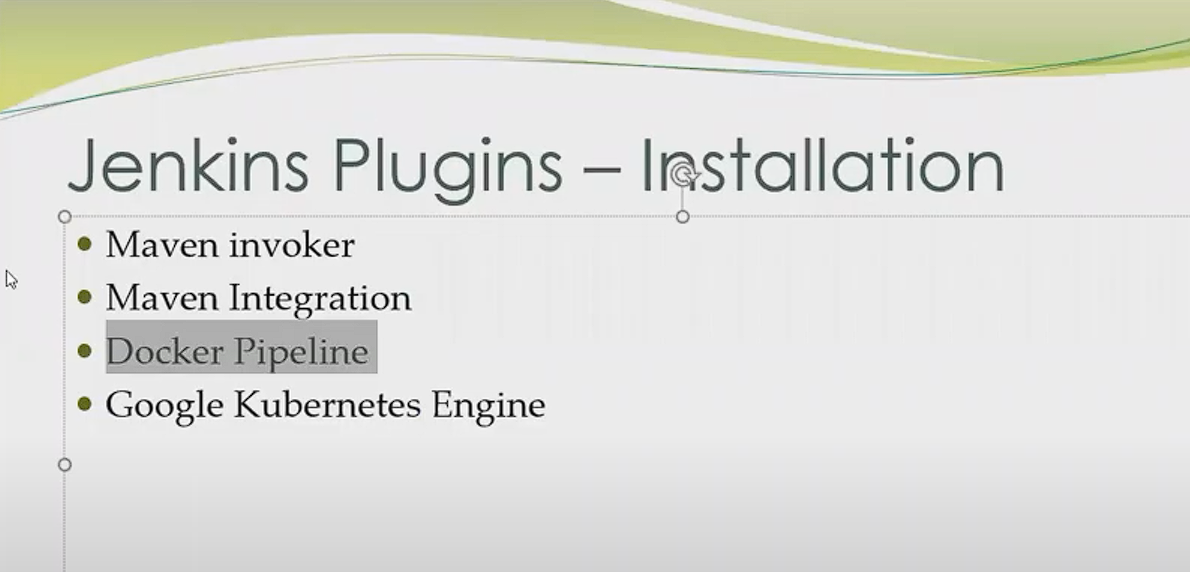 Jenkins Plugins – Installation
Maven invoker
Maven Integration
Docker Pipeline
Google Kubernetes Engine